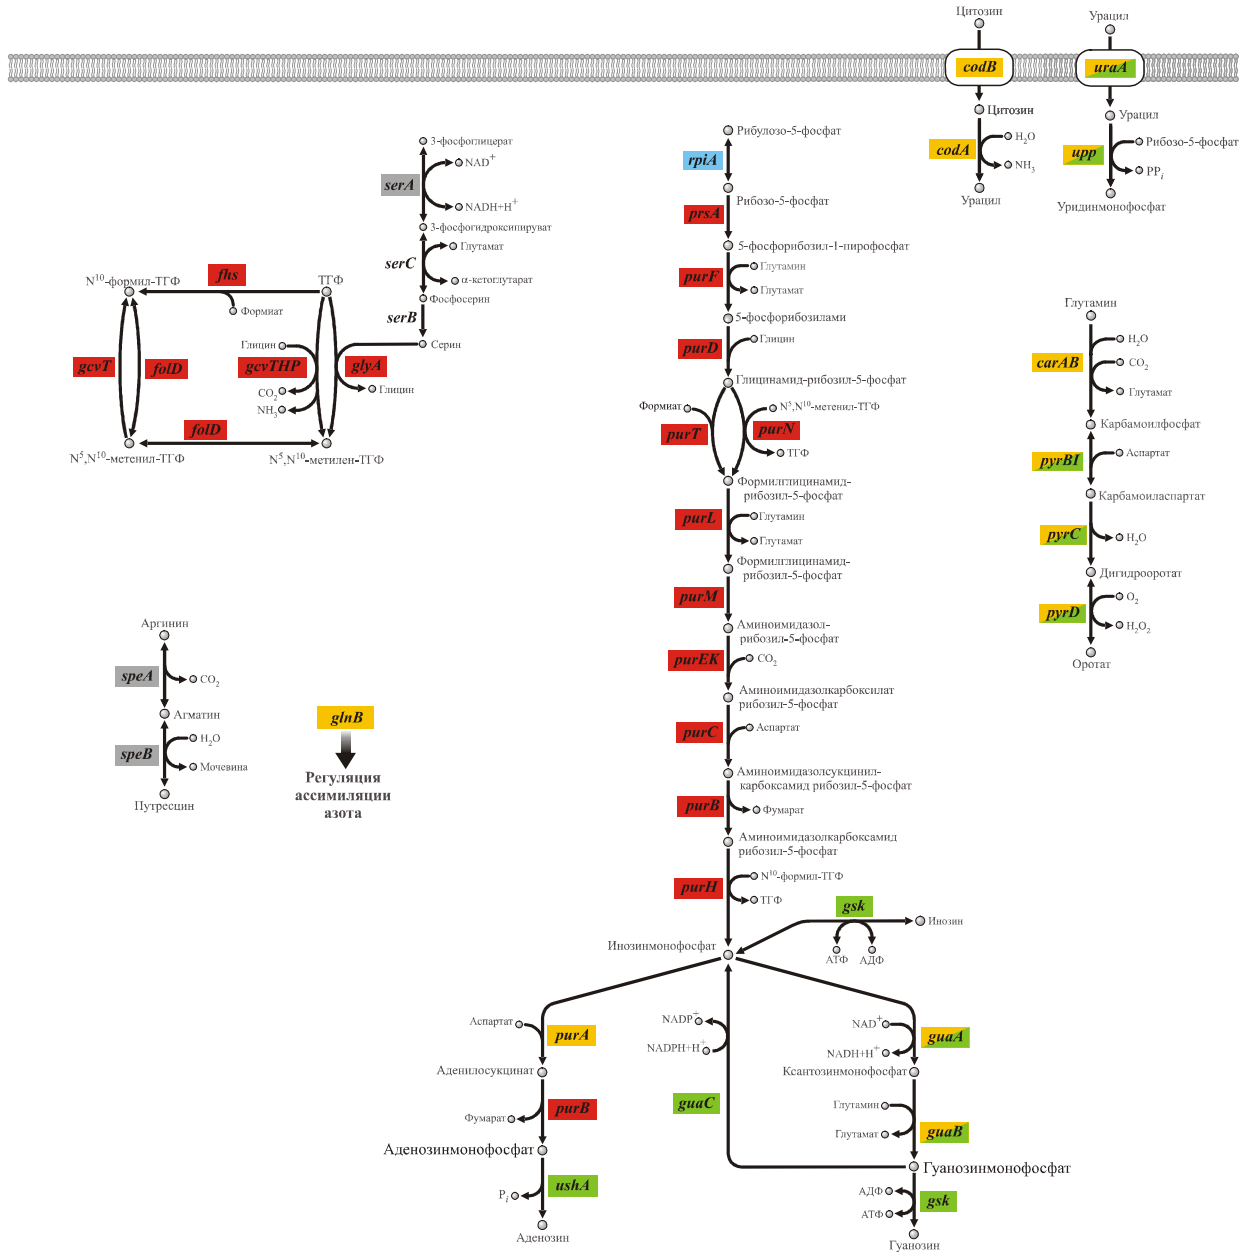 Цитозин
Урацил
codB
uraA
Цитозин
Урацил
codA
H2O
NH3
upp
Рибозо-5-фосфат
PPi
Урацил
Уридинмонофосфат
3-фосфоглицерат
serA
NAD+
NADH+H+
3-фосфогидроксипируват
serC
Глутамат
α-кетоглутарат
Фосфосерин
serB
Серин
N10-формил-ТГФ
fhs
ТГФ
Формиат
gcvT
folD
Глицин
gcvTHP
CO2
NH3
glyA
Глицин
folD
N5,N10-метенил-ТГФ
N5,N10-метилен-ТГФ
Рибулозо-5-фосфат
rpiA
Рибозо-5-фосфат
prsA
5-фосфорибозил-1-пирофосфат
purF
Глутамин
Глутамат
5-фосфорибозилами
purD
Глицин
Глицинамид-рибозил-5-фосфат
Формиат
N5,N10-метенил-ТГФ
purT
purN
ТГФ
Формилглицинамид-
рибозил-5-фосфат
purL
Глутамин
Глутамат
Формилглицинамид-
рибозил-5-фосфат
purM
Аминоимидазол-
рибозил-5-фосфат
purEK
CO2
Аминоимидазолкарбоксилат
рибозил-5-фосфат
purC
Аспартат
Аминоимидазолсукцинил-
карбоксамид рибозил-5-фосфат
purB
Фумарат
Аминоимидазолкарбоксамид
рибозил-5-фосфат
purH
N10-формил-ТГФ
ТГФ
Инозинмонофосфат
gsk
АТФ
АДФ
Инозин
Глутамин
carAB
H2O
CO2
Глутамат
Карбамоилфосфат
pyrBI
Аспартат
Карбамоиласпартат
pyrC
H2O
Дигидрооротат
pyrD
O2
H2O2
Оротат
Аргинин
speA
CO2
Агматин
speB
H2O
Мочевина
Путресцин
glnB
Регуляция
ассимиляции
азота
Аспартат
purA
Аденилосукцинат
Фумарат
purB
Аденозинмонофосфат
Pi
ushA
Аденозин
NADP+
NADPH+H+
guaC
NAD+
NADH+H+
guaA
Ксантозинмонофосфат
Глутамин
Глутамат
guaB
Гуанозинмонофосфат
АДФ
АТФ
gsk
Гуанозин